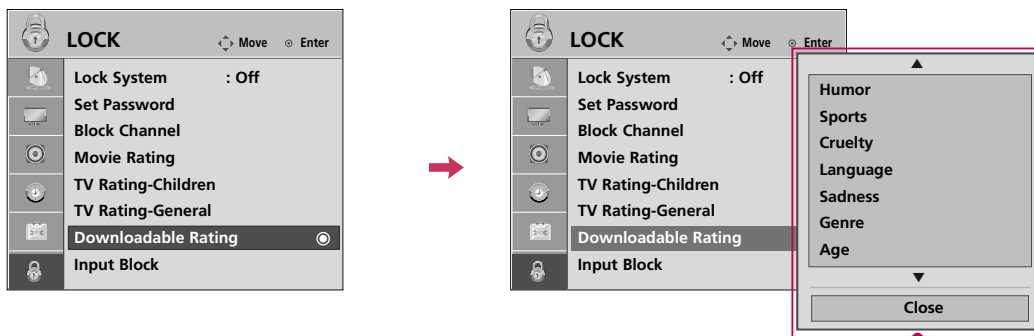 LOCK
Move Enter
Lock System : Off
Set Password
Block Channel
Movie Rating
TV Rating-Children
TV Rating-General
Downloadable Rating
Input Block
LOCK
Move Enter
Lock System : Off
Set Password
Block Channel
Movie Rating
TV Rating-Children
TV Rating-General
Downloadable Rating
Input Block
Humor
Sports
Cruelty
Language
Sadness
Genre
Age
Close